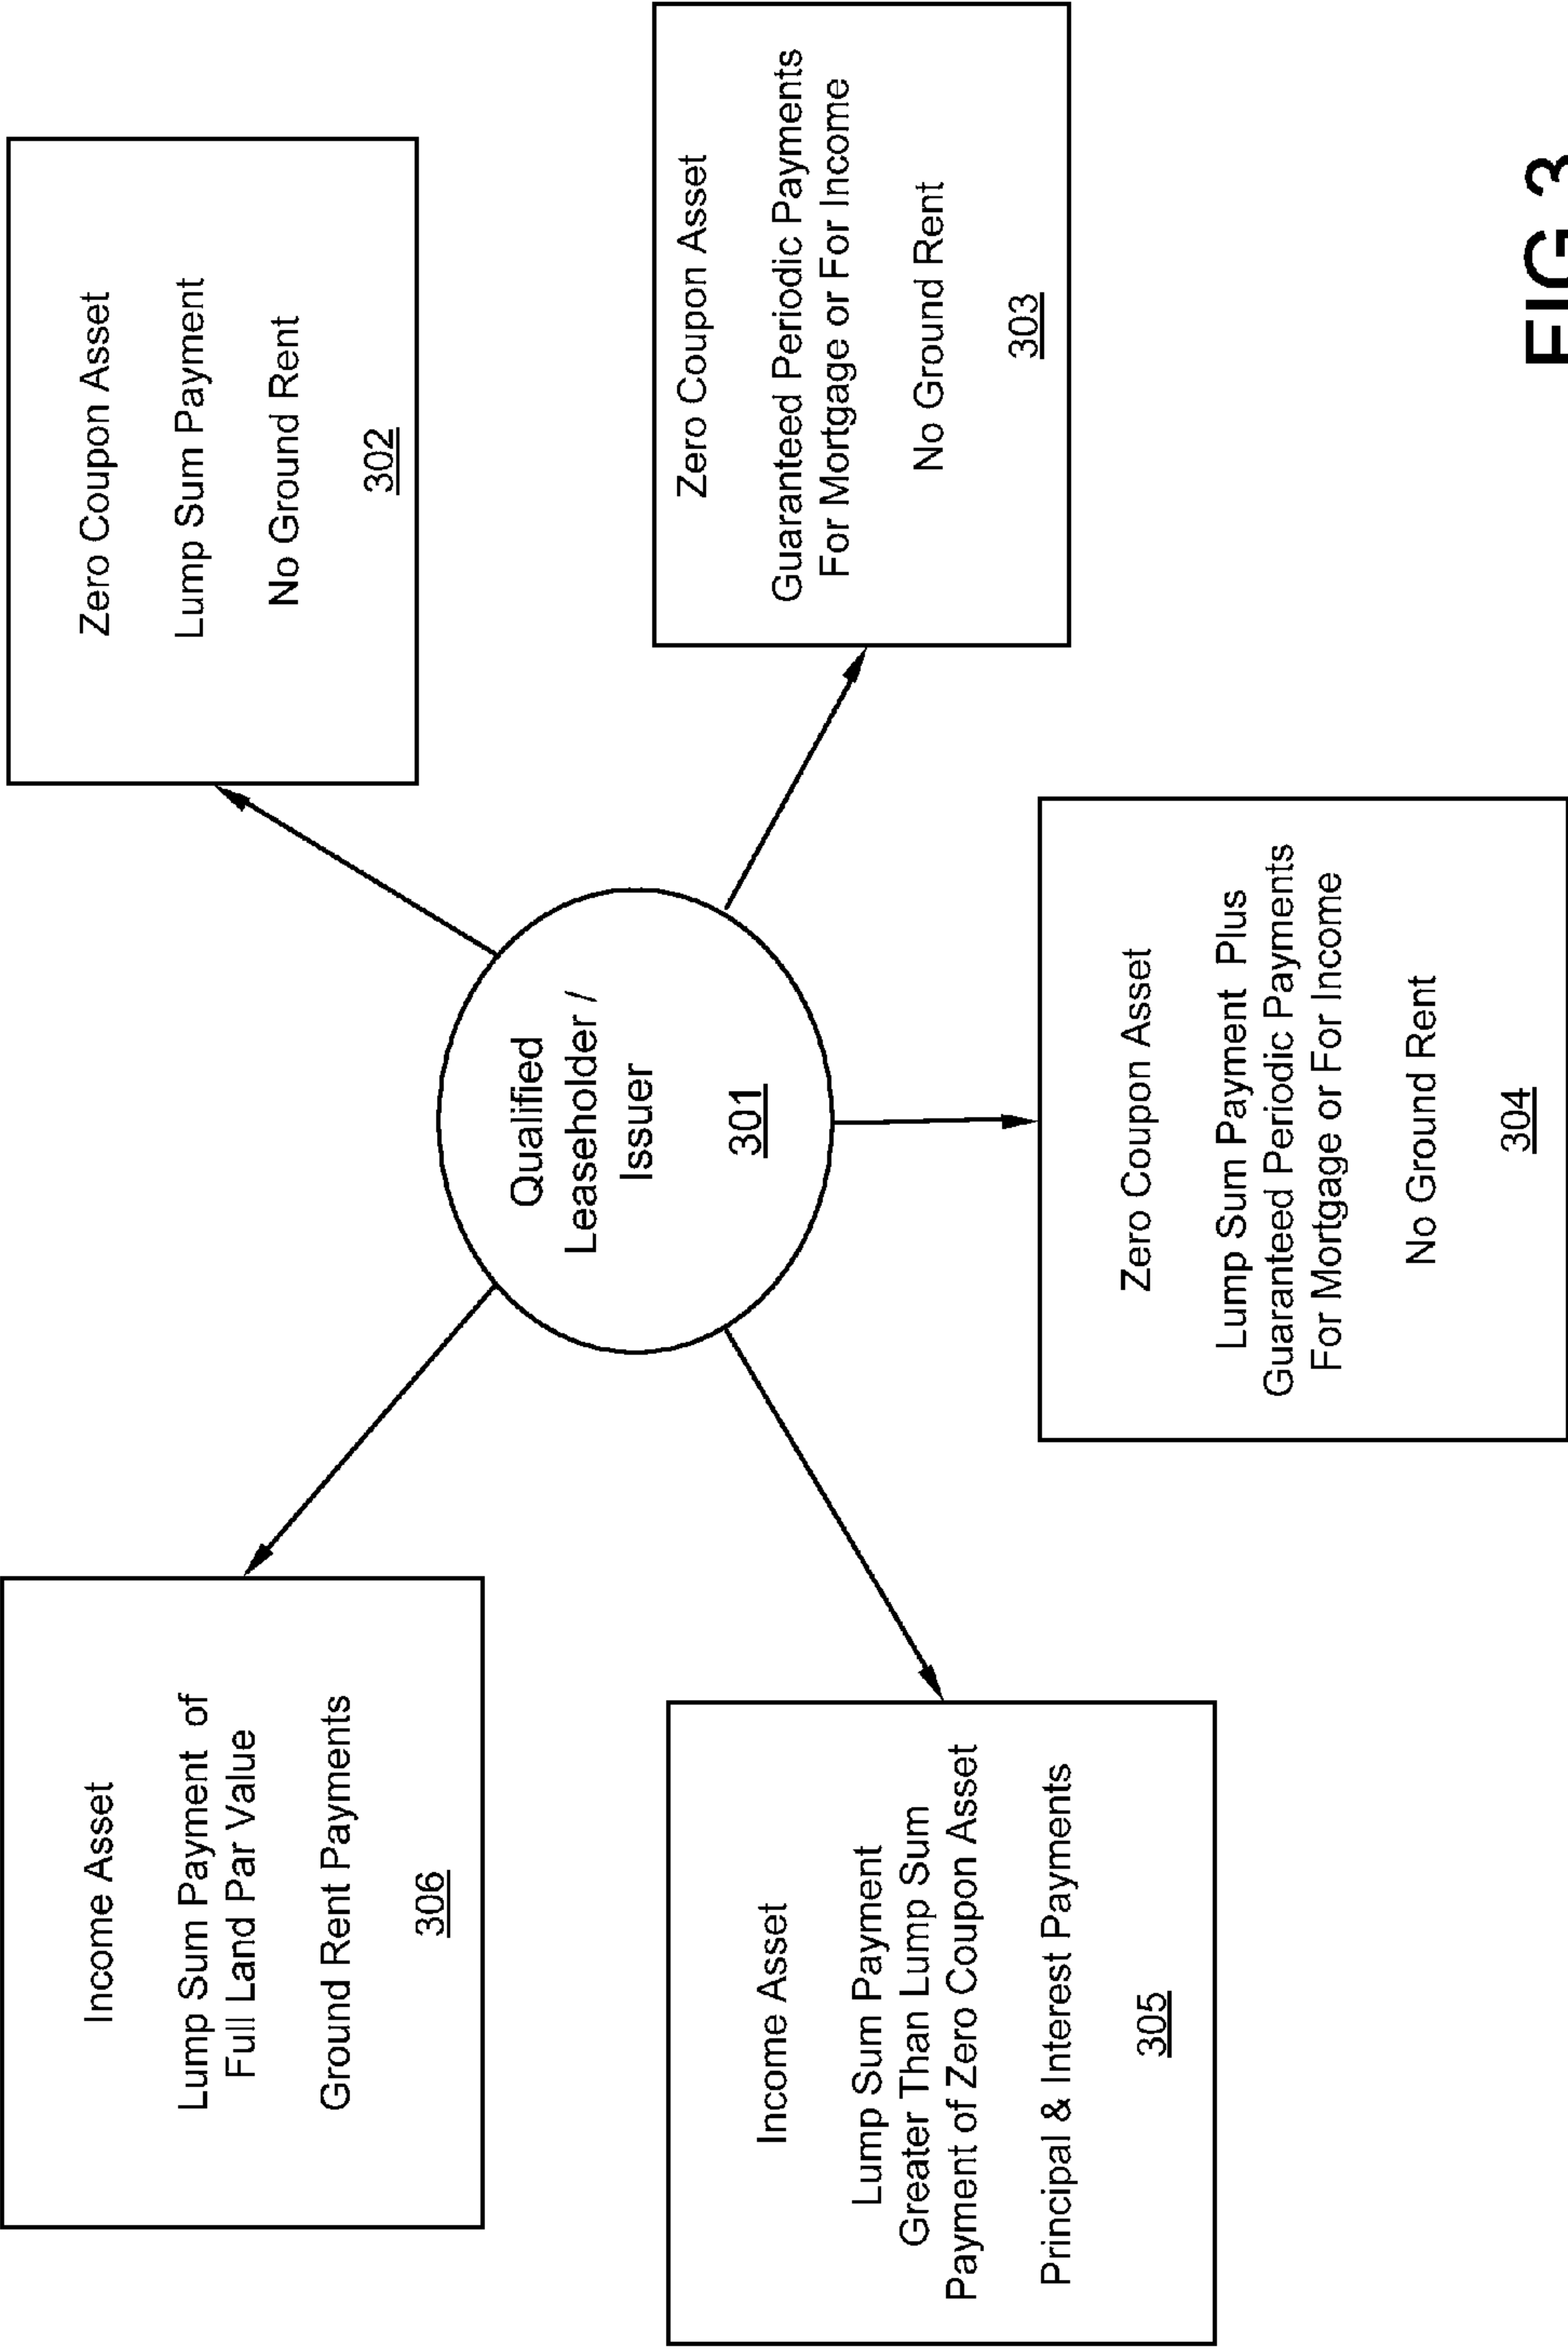 Income Asset
Lump Sum Payment of
Full Land Par Value
Ground Rent Payments
306
Zero Coupon Asset
Lump Sum Payment
No Ground Rent
302
Qualified
Leaseholder /
Issuer
301
Income Asset
Lump Sum Payment
Greater Than Lump Sum
Payment of Zero Coupon Asset
Principal & Interest Payments
305
Zero Coupon Asset
Guaranteed Periodic Payments
For Mortgage or For Income
No Ground Rent
303
Zero Coupon Asset
Lump Sum Payment Plus
Guaranteed Periodic Payments
For Mortgage or For Income
No Ground Rent
304
FIG 3